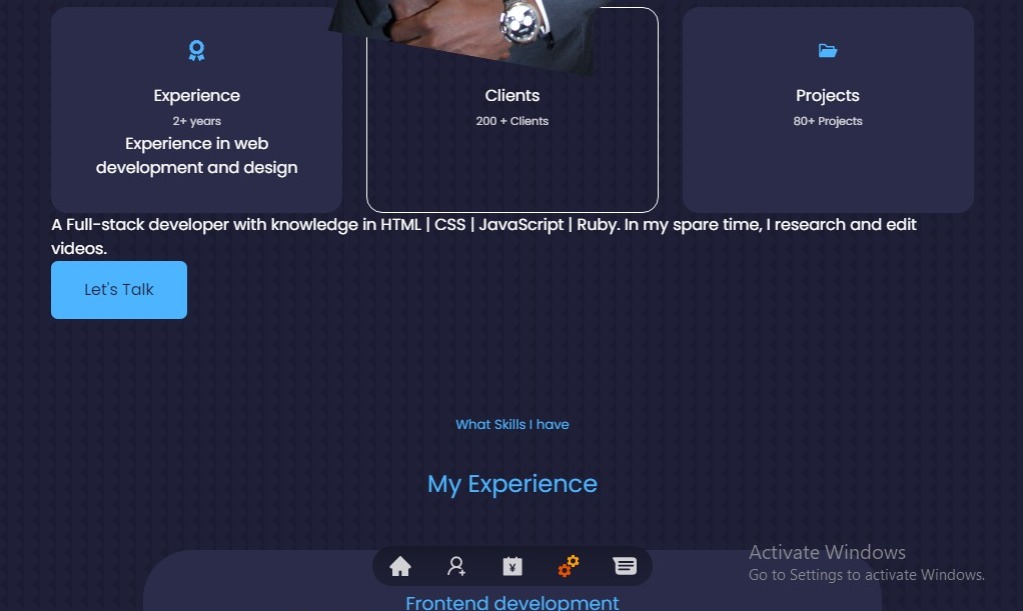 Experience
2+ years
Experience in web
development and design
Clients
200 + Clients
Projects
80+ Projects
A Full-stack developer with knowledge in HTML | CSS | JavaScript | Ruby. In my spare time, I research and edit
videos.
Let's Talk
What Skills I have
My Experience
¥
Frontend development
Activate Windows
Go to Settings to activate Windows.